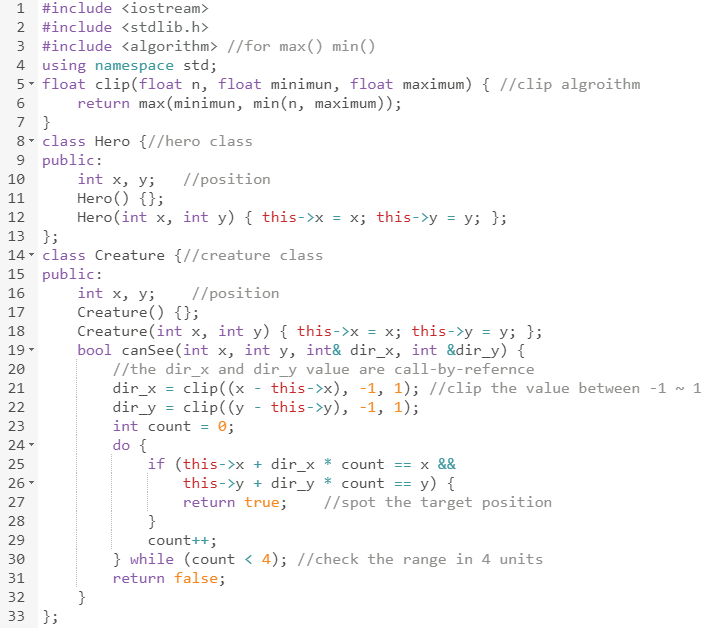 1 #include <iostream>
2 #include <stdlib.h>
3 #include <algorithm> //for max() min()
4 using namespace std;
5 float clip(float n, float minimun, float maximum) { //clip algroithm
6     return max(minimun, min(n, maximum));
7 }
8 class Hero {//hero class
9 public:
10     int x, y;   //position
11     Hero() {};
12     Hero(int x, int y) { this->x = x; this->y = y; };
13 };
14 class Creature {//creature class
15 public:
16     int x, y;    //position
17     Creature() {};
18     Creature(int x, int y) { this->x = x; this->y = y; };
19     bool canSee(int x, int y, int& dir_x, int &dir_y) {
20         //the dir_x and dir_y value are call-by-refernce
21         dir_x = clip((x - this->x), -1, 1); //clip the value between -1 ~ 1
22         dir_y = clip((y - this->y), -1, 1);
23         int count = 0;
24         do {
25             if (this->x + dir_x * count == x &&
26                 this->y + dir_y * count == y) {
27                 return true;    //spot the target position
28             }
29             count++;
30         } while (count < 4); //check the range in 4 units
31         return false;
32     }
33 };